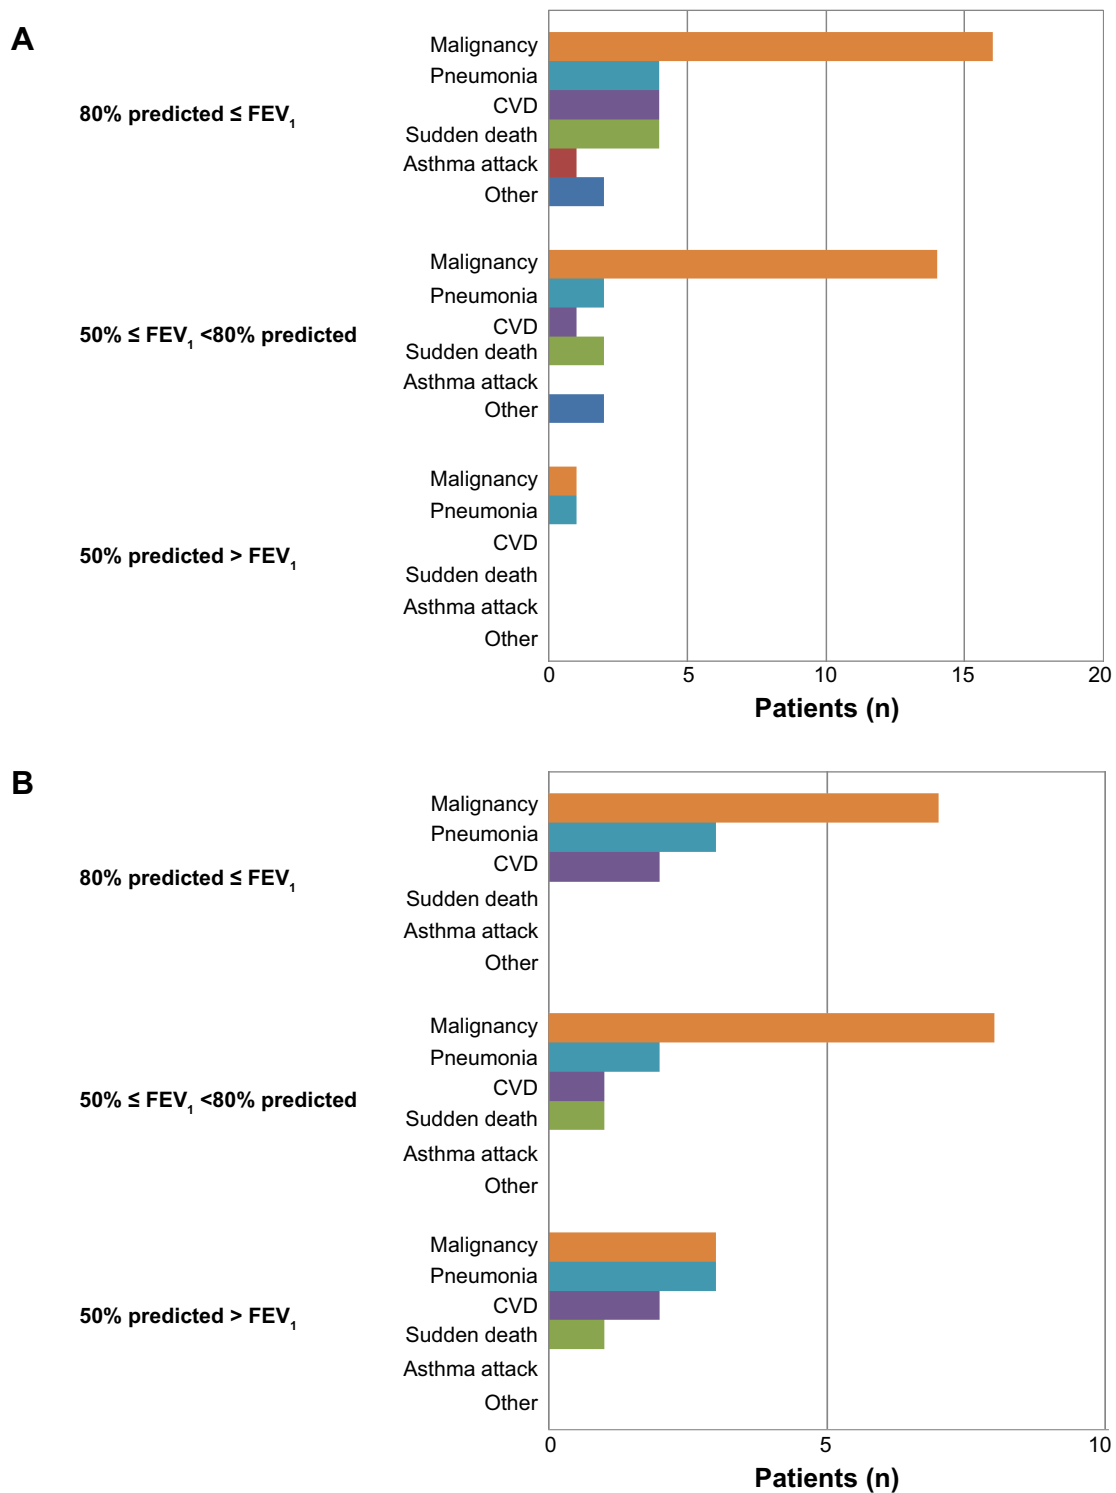 A
80% predicted ≤ FEV₁
Malignancy
Pneumonia
CVD
Sudden death
Asthma attack
Other
50% ≤ FEV₁ <80% predicted
Malignancy
Pneumonia
CVD
Sudden death
Asthma attack
Other
50% predicted > FEV₁
Malignancy
Pneumonia
CVD
Sudden death
Asthma attack
Other
0 5 10 15 20
Patients (n)
B
80% predicted ≤ FEV₁
Malignancy
Pneumonia
CVD
Sudden death
Asthma attack
Other
50% ≤ FEV₁ <80% predicted
Malignancy
Pneumonia
CVD
Sudden death
Asthma attack
Other
50% predicted > FEV₁
Malignancy
Pneumonia
CVD
Sudden death
Asthma attack
Other
0 5 10
Patients (n)